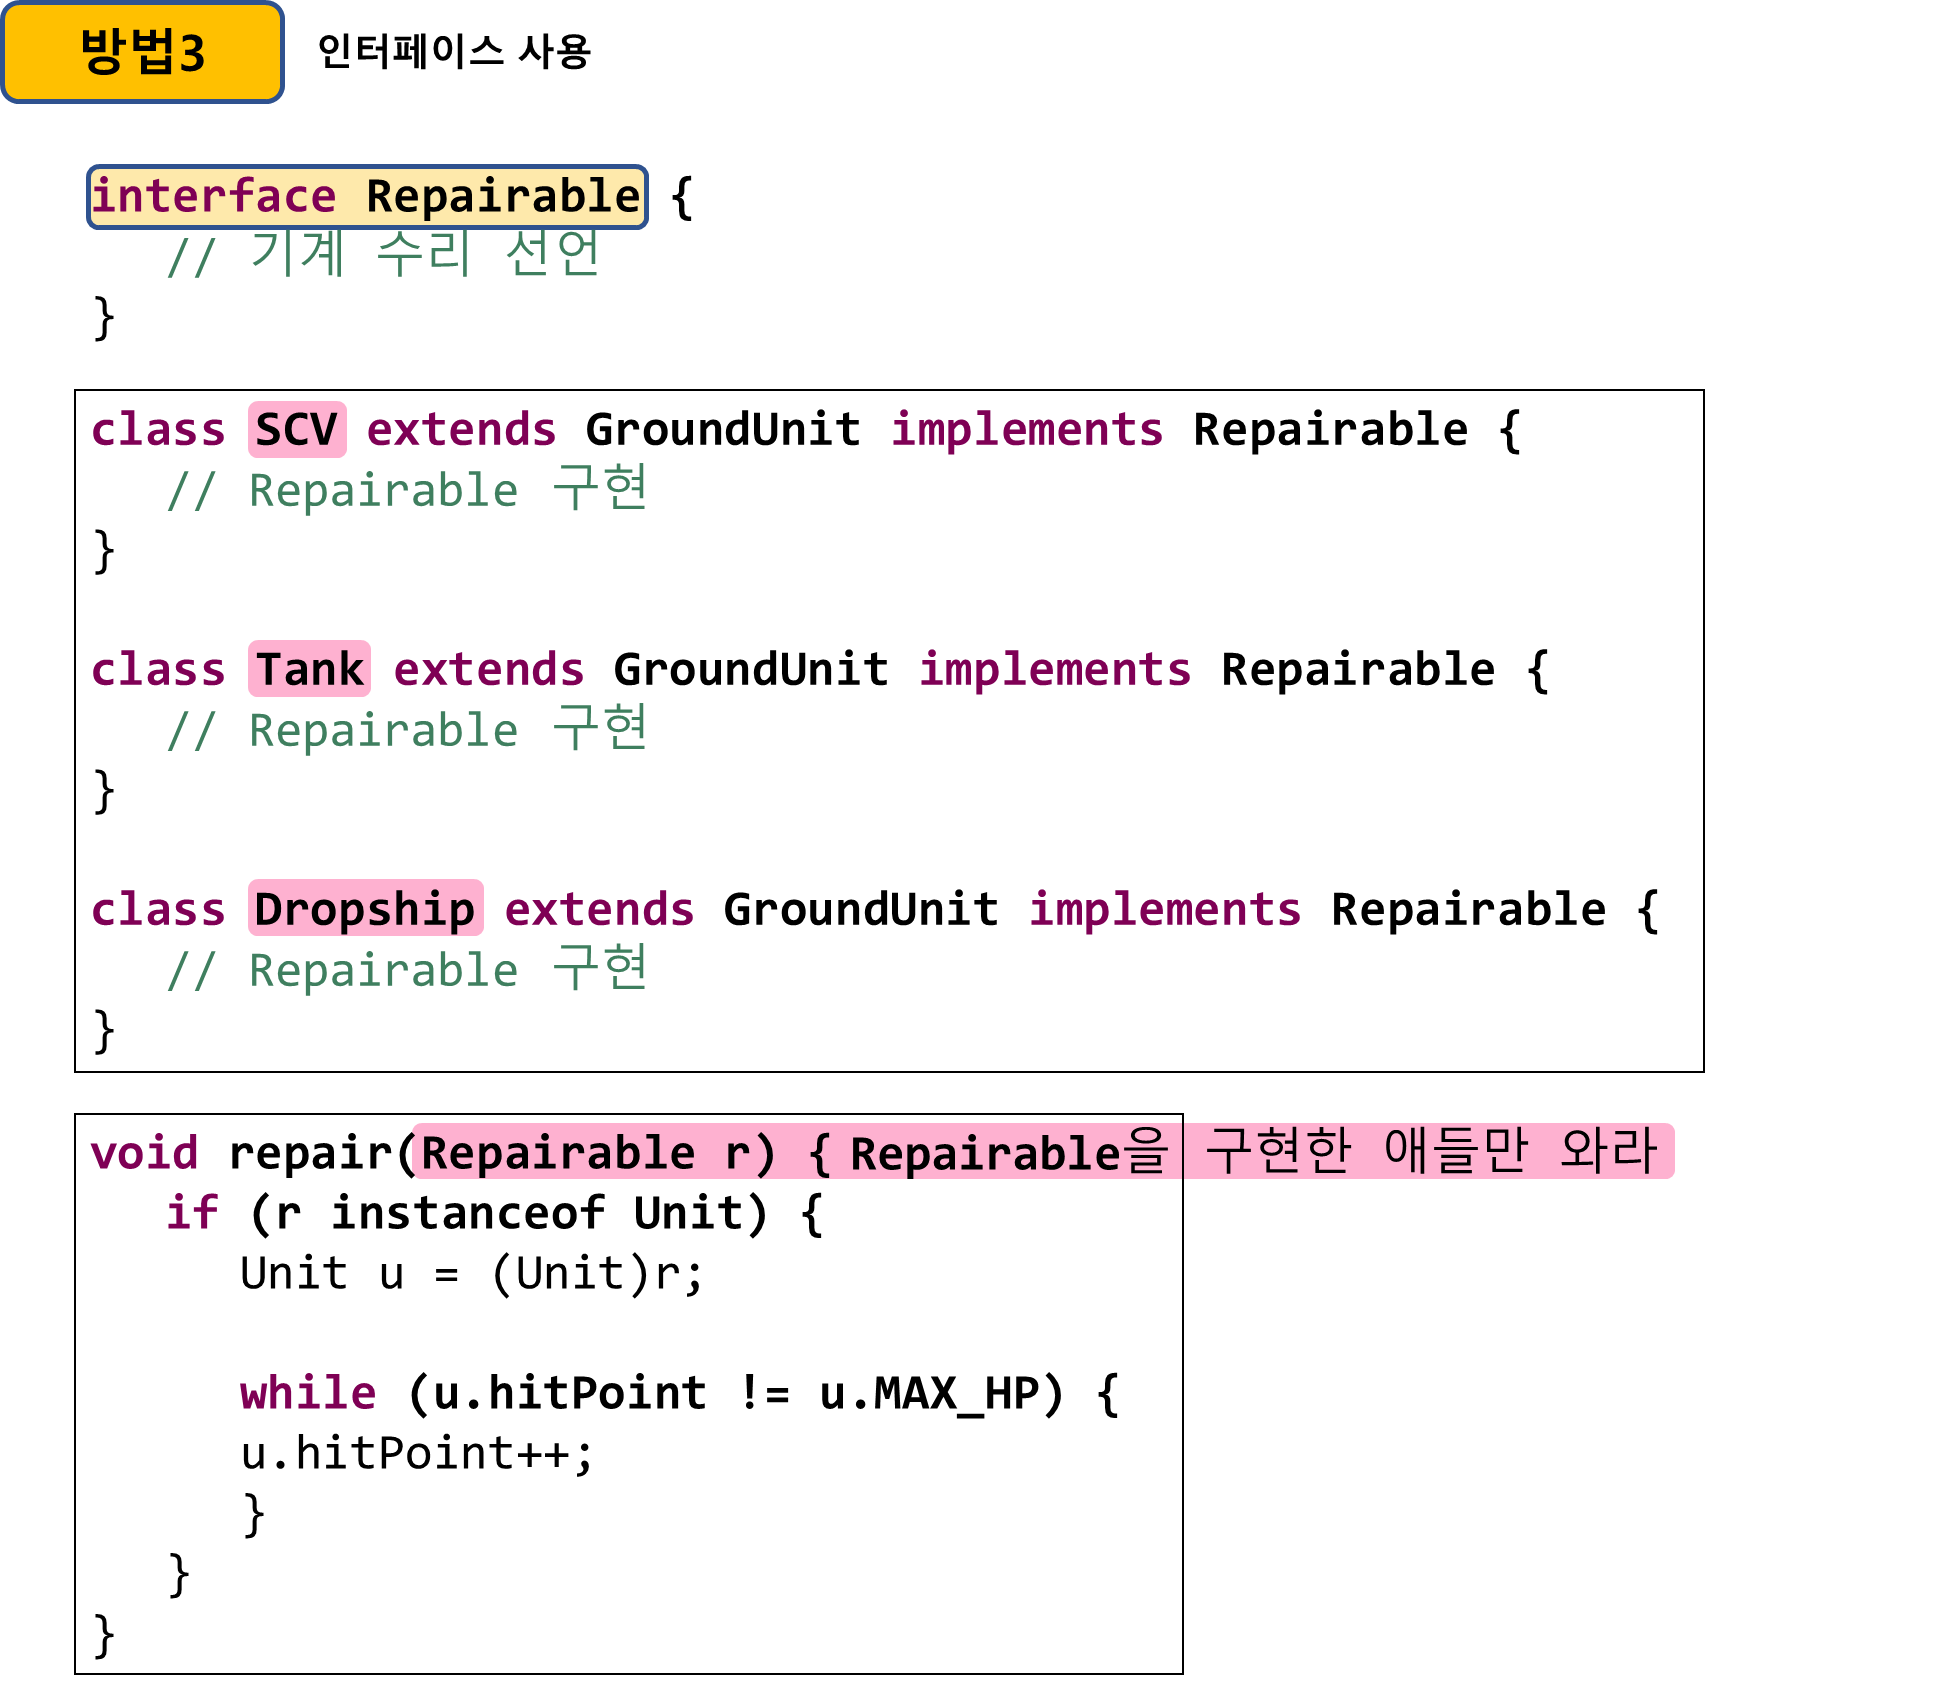 방법3 인터페이스 사용
interface Repairable {
// 기계 수리 선언
}
class SCV extends GroundUnit implements Repairable {
// Repairable 구현
}
class Tank extends GroundUnit implements Repairable {
// Repairable 구현
}
class Dropship extends GroundUnit implements Repairable {
// Repairable 구현
}
void repair(Repairable r) { Repairable을 구현한 애들만 와라
if (r instanceof Unit) {
Unit u = (Unit)r;
while (u.hitPoint != u.MAX_HP) {
u.hitPoint++;
}
}
}